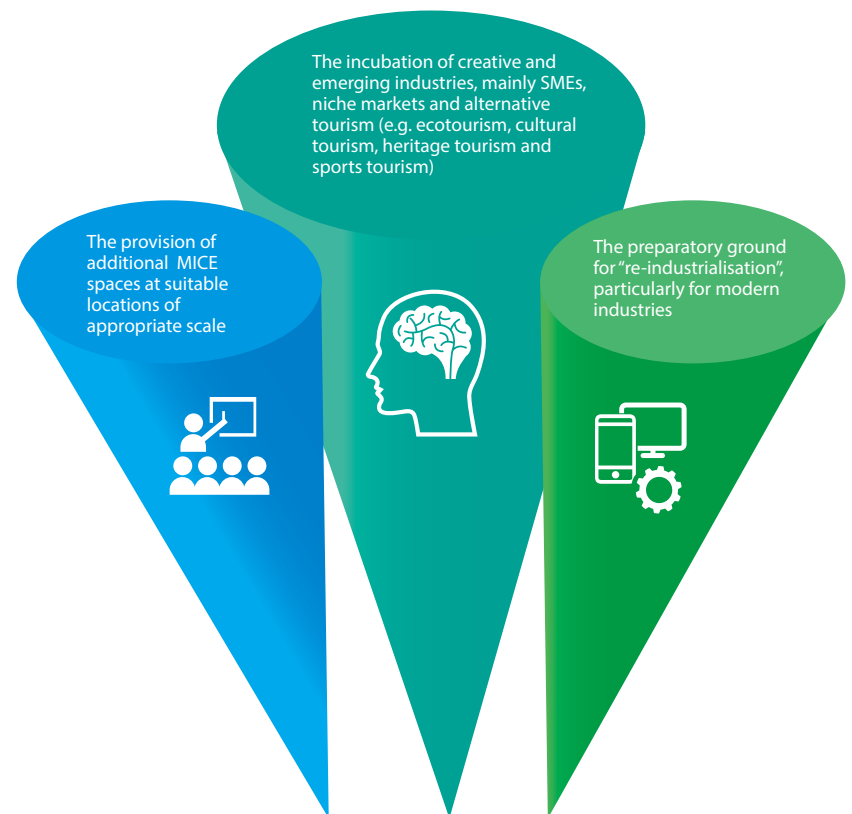 The incubation of creative and
emerging industries, mainly SMEs,
niche markets and alternative
tourism (e.g. ecotourism, cultural
tourism, heritage tourism and
sports tourism)
The provision of
additional MICE
spaces at suitable
locations of
appropriate scale
The preparatory ground
for “re-industrialisation”,
particularly for modern
industries